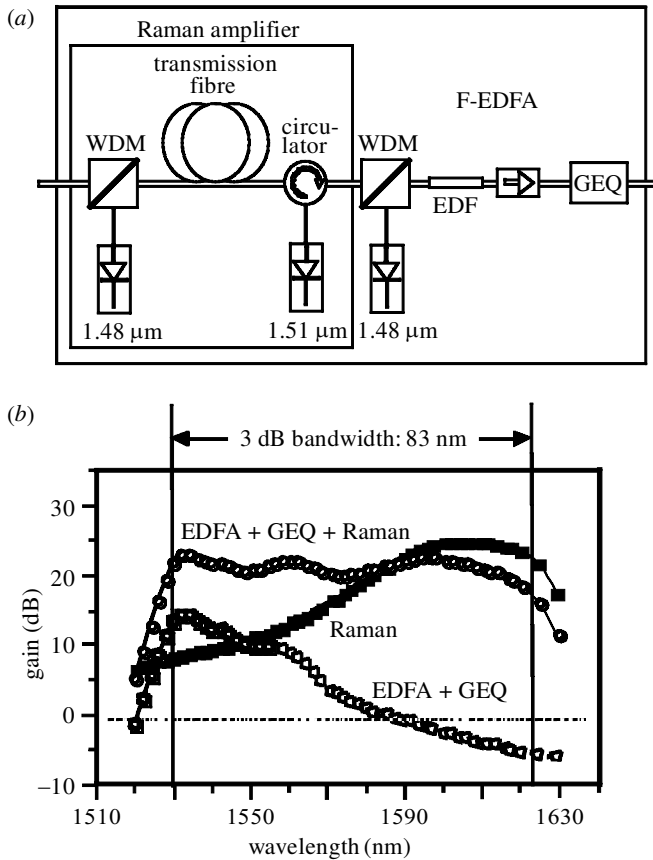 (a)
Raman amplifier
transmission
fibre
F-EDFA
WDM
circu-
lator
WDM
EDF
GEQ
1.48 μm
1.51 μm
1.48 μm
(b)
3 dB bandwidth: 83 nm
35
30
EDFA + GEQ + Raman
20
10
Raman
EDFA + GEQ
0
−10
gain (dB)
1510
1550
1590
1630
wavelength (nm)